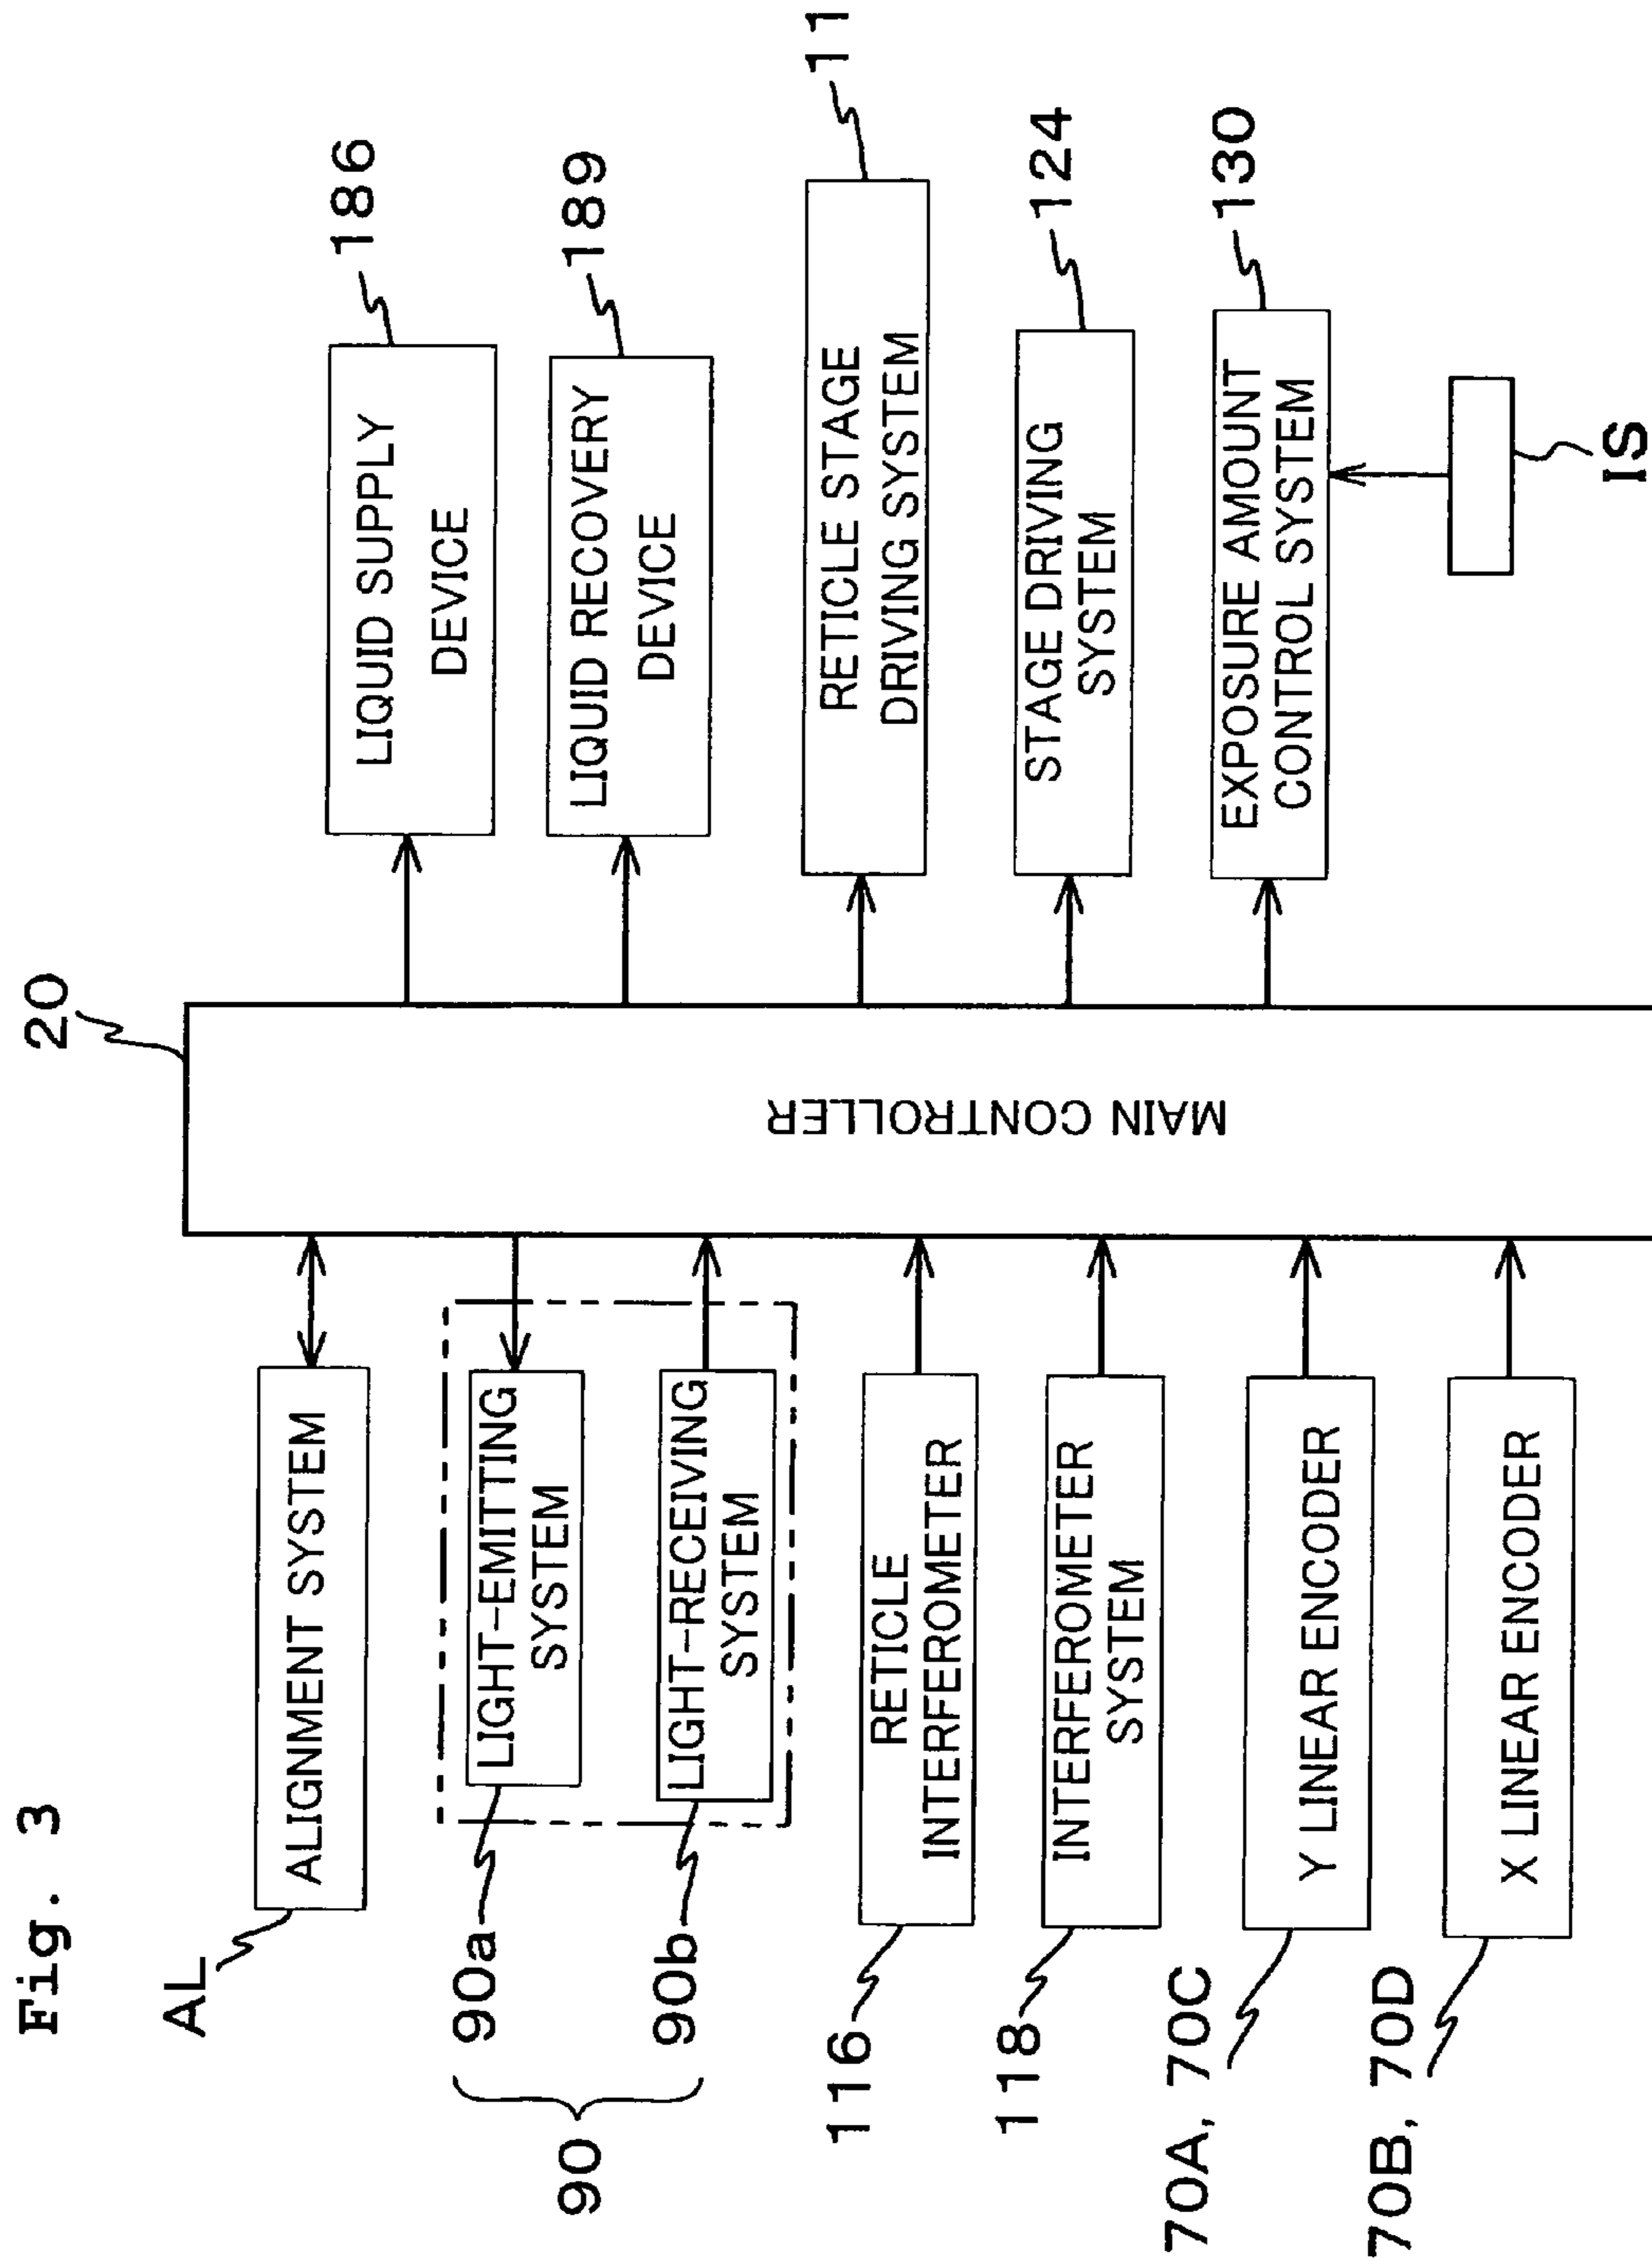 Fig. 3
AL
ALIGNMENT SYSTEM
90
90a
LIGHT-EMITTING
SYSTEM
90b
LIGHT-RECEIVING
SYSTEM
116
RETICLE
INTERFEROMETER
118
INTERFEROMETER
SYSTEM
70A, 70C
Y LINEAR ENCODER
70B, 70D
X LINEAR ENCODER
20
MAIN CONTROLLER
LIQUID SUPPLY
DEVICE
186
LIQUID RECOVERY
DEVICE
189
RETICLE STAGE
DRIVING SYSTEM
11
STAGE DRIVING
SYSTEM
124
EXPOSURE AMOUNT
CONTROL SYSTEM
130
IS